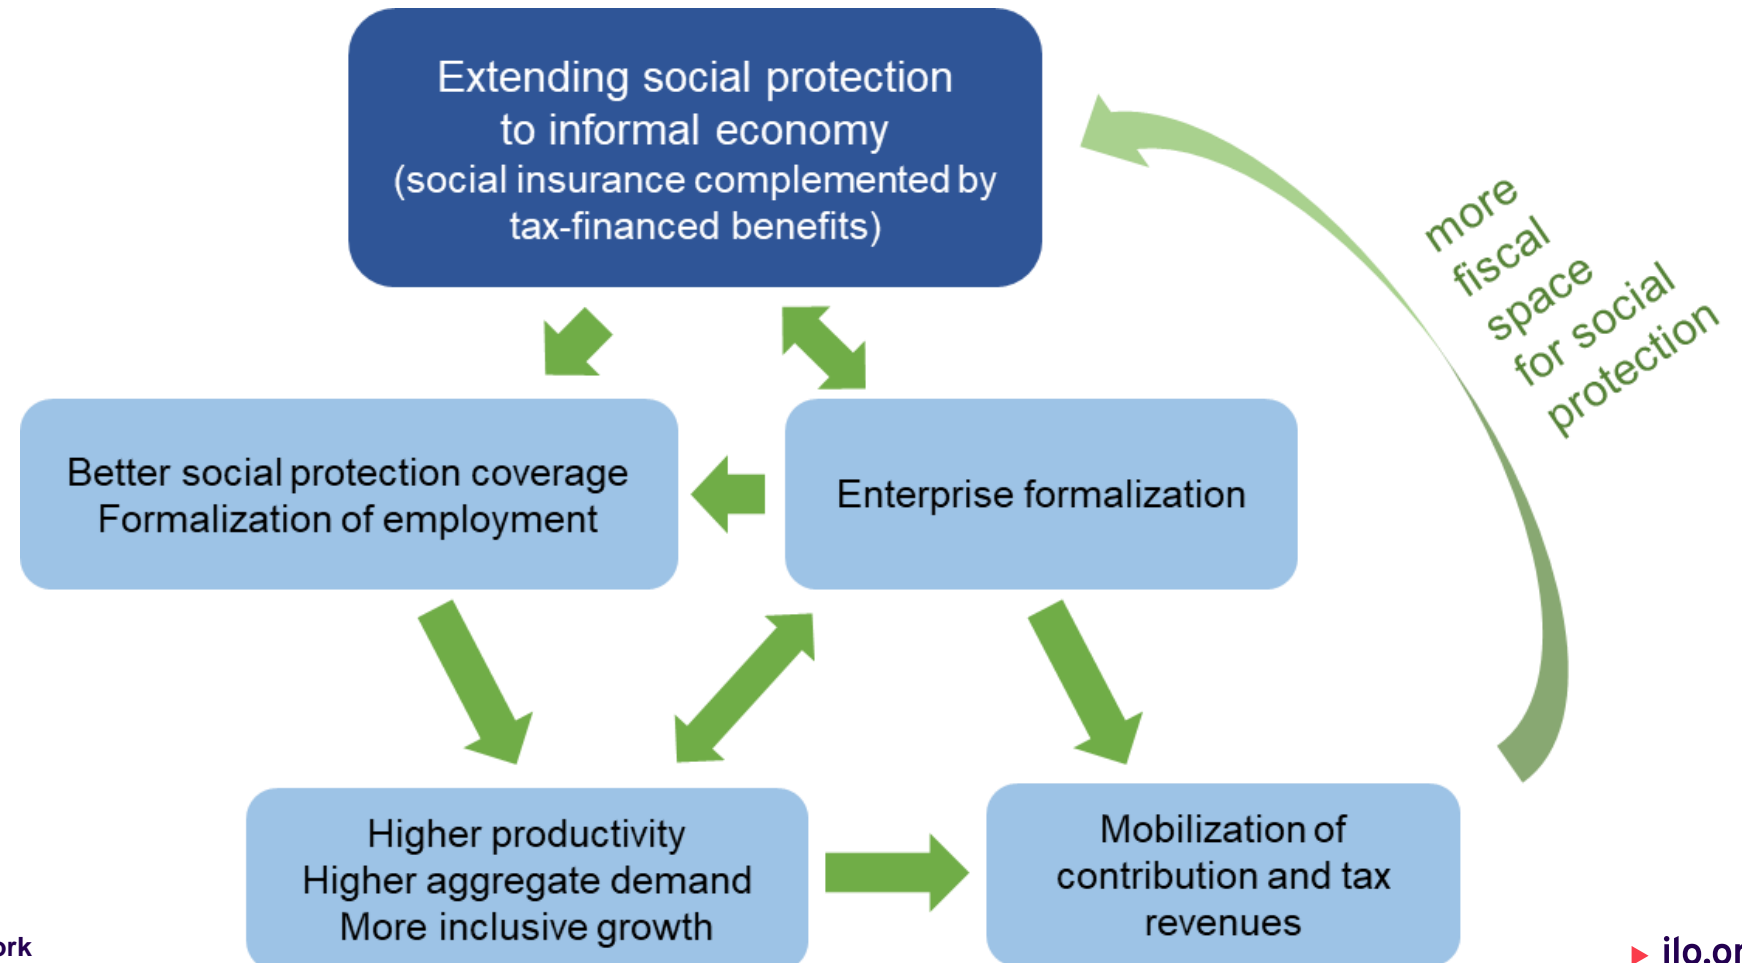 Extending social protection
to informal economy
(social insurance complemented by
tax-financed benefits)
more
fiscal
space
for social
protection
Better social protection coverage
Formalization of employment
Enterprise formalization
Higher productivity
Higher aggregate demand
More inclusive growth
Mobilization of
contribution and tax
revenues